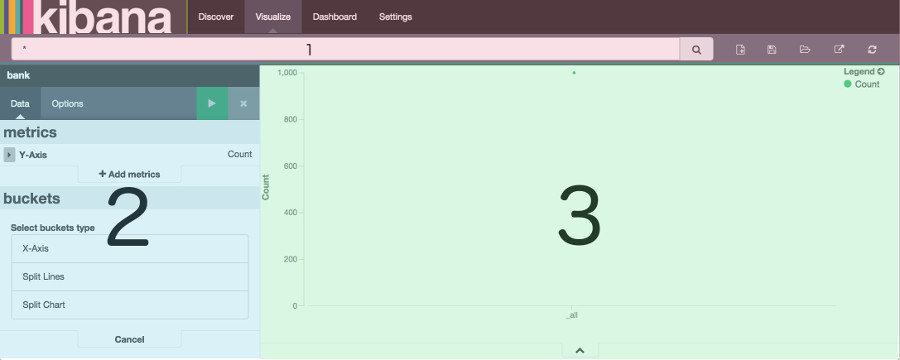 kibana
Discover Visualize Dashboard Settings
* 1
bank
Data Options
metrics
Y-Axis Count
+ Add metrics
buckets
2
Select buckets type
X-Axis
Split Lines
Split Chart
Cancel
Legend
Count
1,000
800
600
400
200
0
Count
3
_all